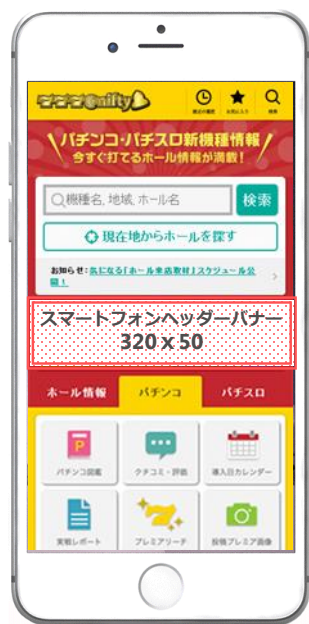 ジジジ@nifty
検索
パチンコ・パチスロ新機種情報
今すぐ打てるホール情報が満載！
機種名, 地域, ホール名
検索
現在地からホールを探す
お知らせ：気になる「ホール来店取材」スケジュール公
開！
スマートフォンヘッダーバナー
320 x 50
ホール情報
パチンコ
パチスロ
P
パチンコ図鑑
クチコミ・評価
導入日カレンダー
実戦レポート
プレミアリーチ
投稿プレミア画像